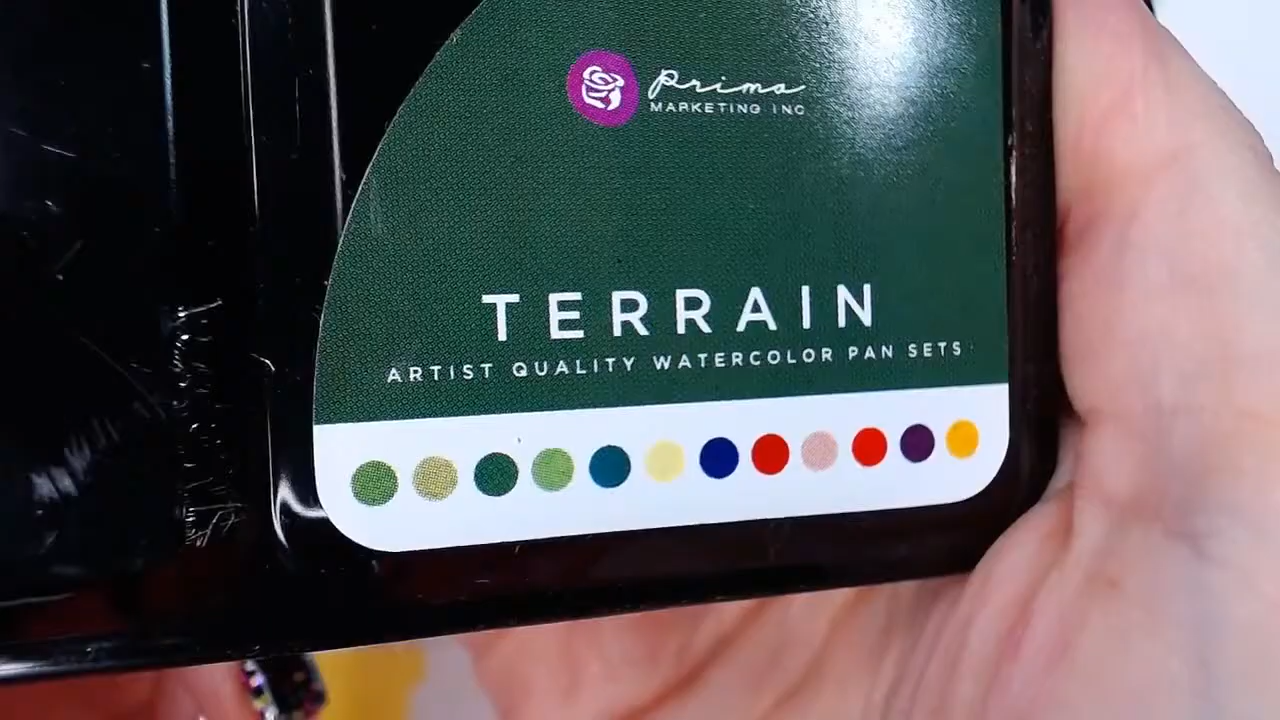 Prima
MARKETING INC
TERRAIN
ARTIST QUALITY WATERCOLOR PAN SETS